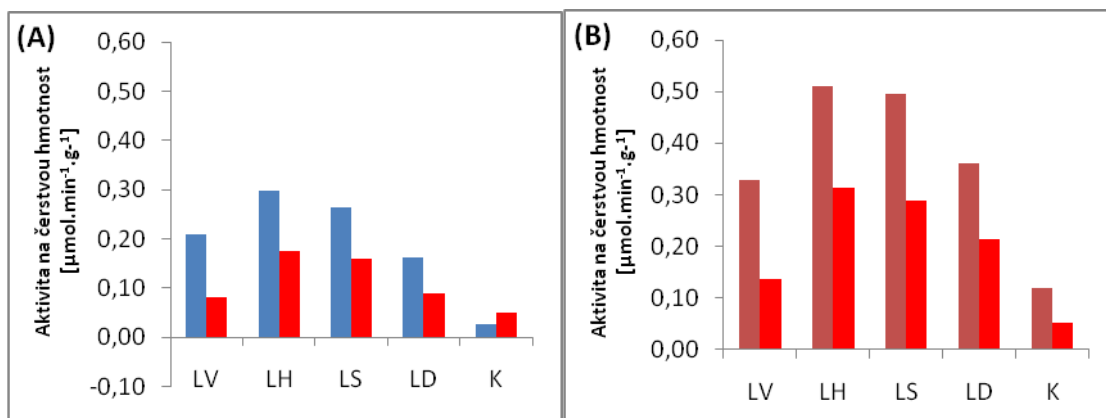 (A)
Aktivita na čerstvou hmotnost
[µmol.min⁻¹.g-¹]
0,60
0,50
0,40
0,30
0,20
0,10
0,00
-0,10
LV LH LS LD K
(B)
Aktivita na čerstvou hmotnost
[µmol.min⁻¹.g-¹]
0,60
0,50
0,40
0,30
0,20
0,10
0,00
LV LH LS LD K